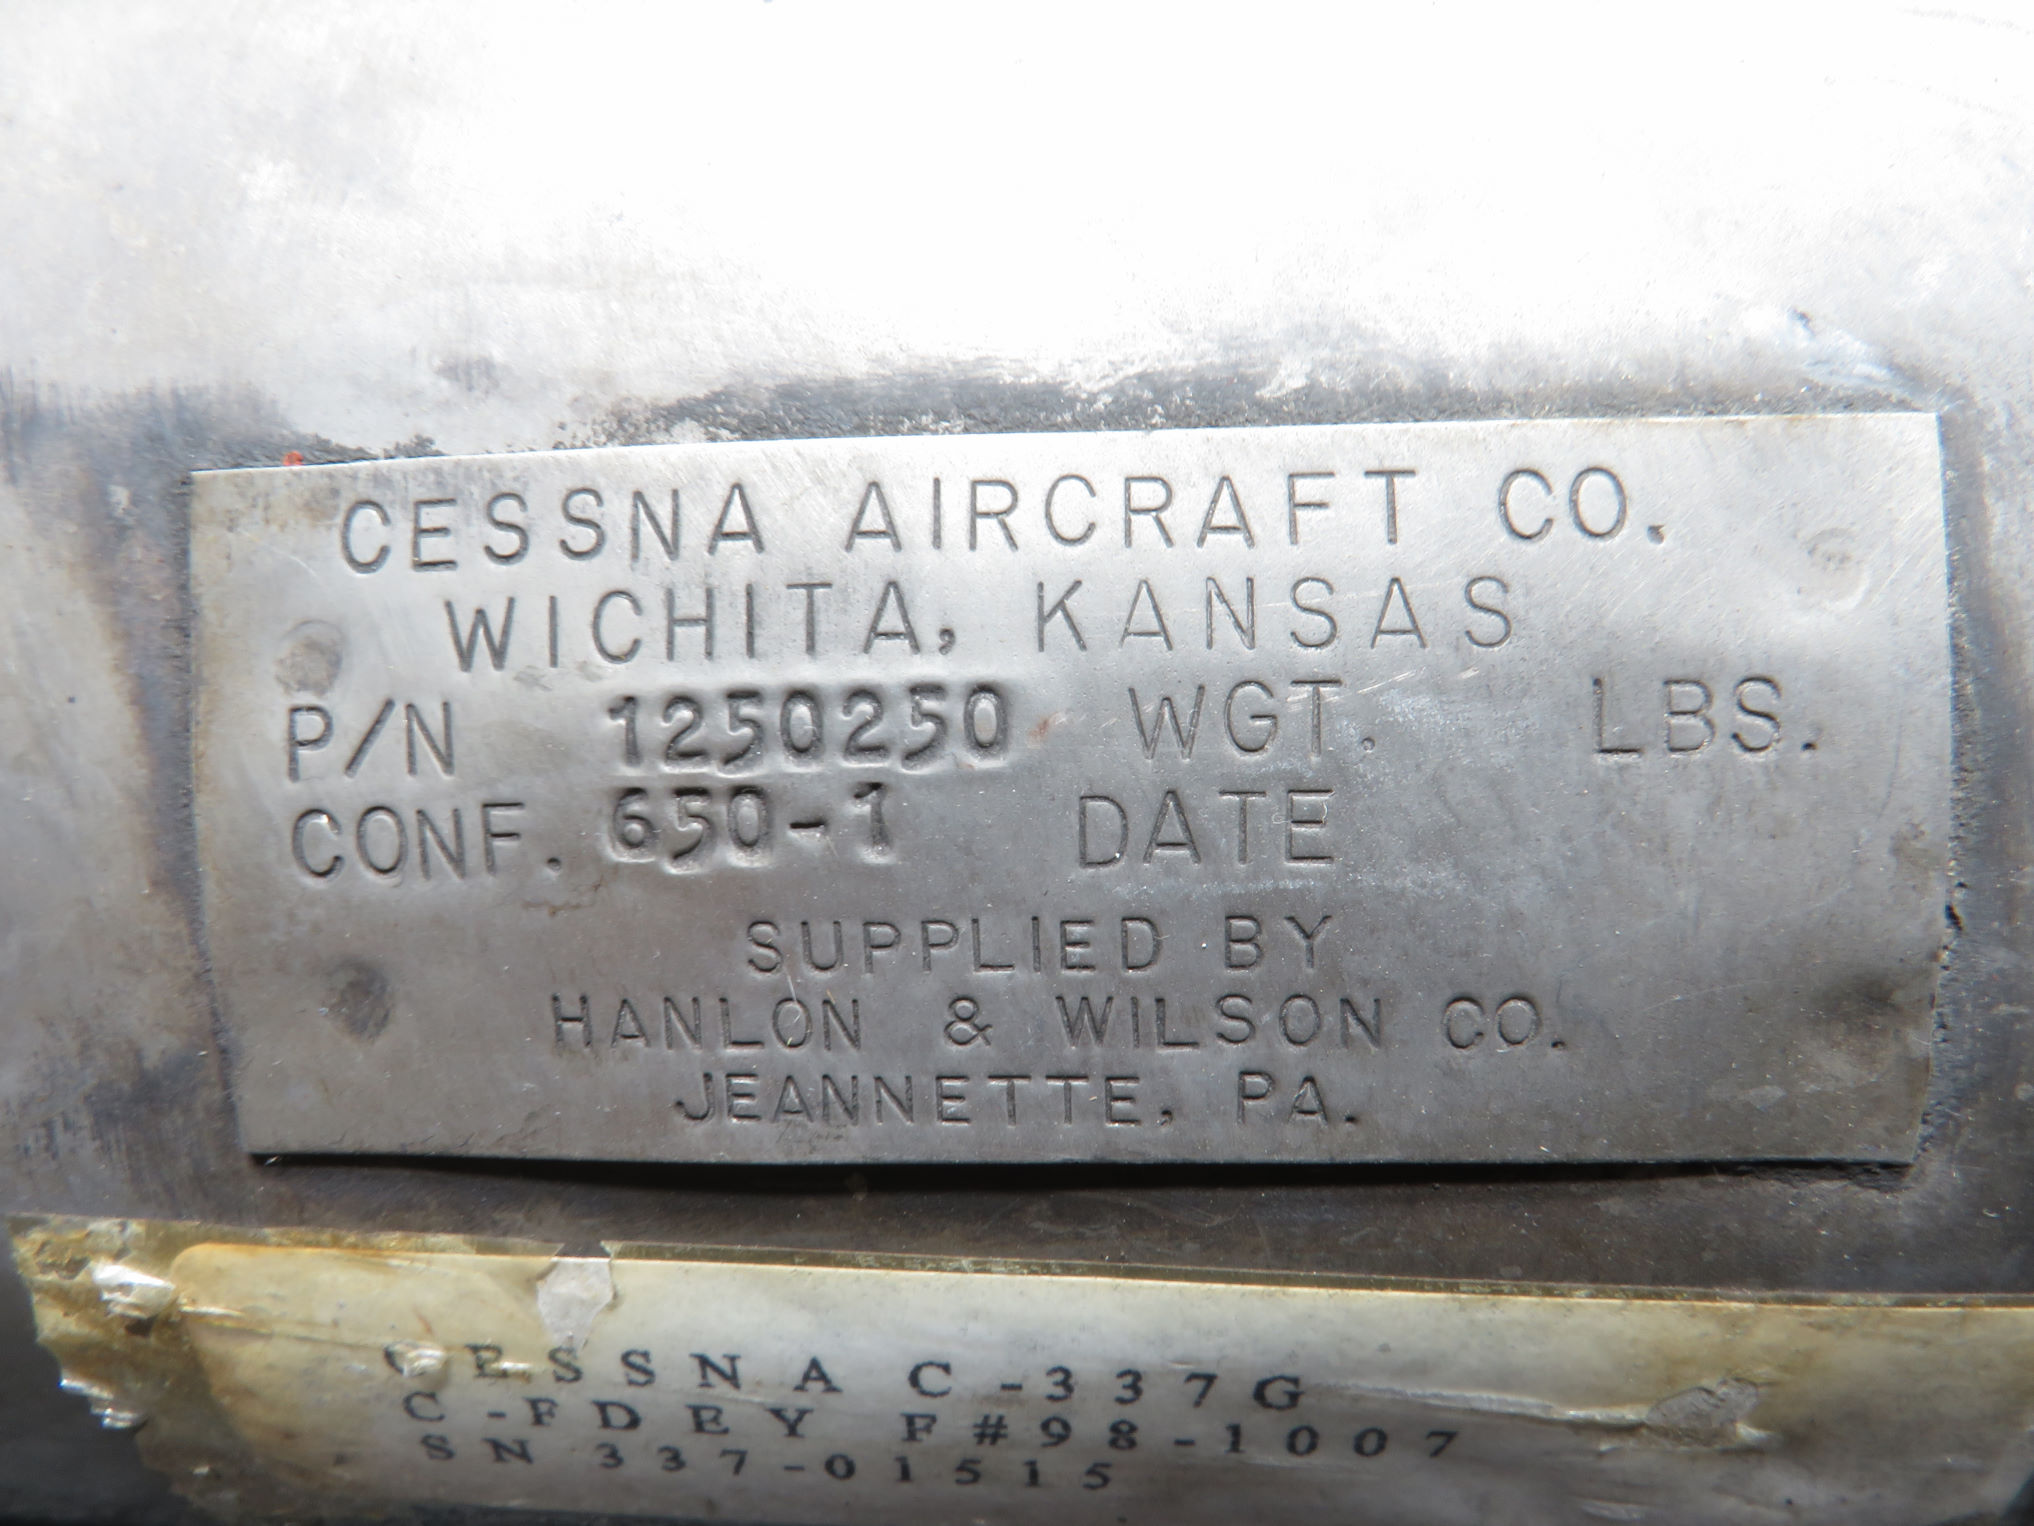 CESSNA AIRCRAFT CO.
WICHITA, KANSAS
P/N 1250250 WGT. LBS.
CONF. 650-1 DATE
SUPPLIED BY
HANLON & WILSON CO.
JEANNETTE, PA.
CESSNA C-337G
C-FDEY F#98-1007
SN 337-01515